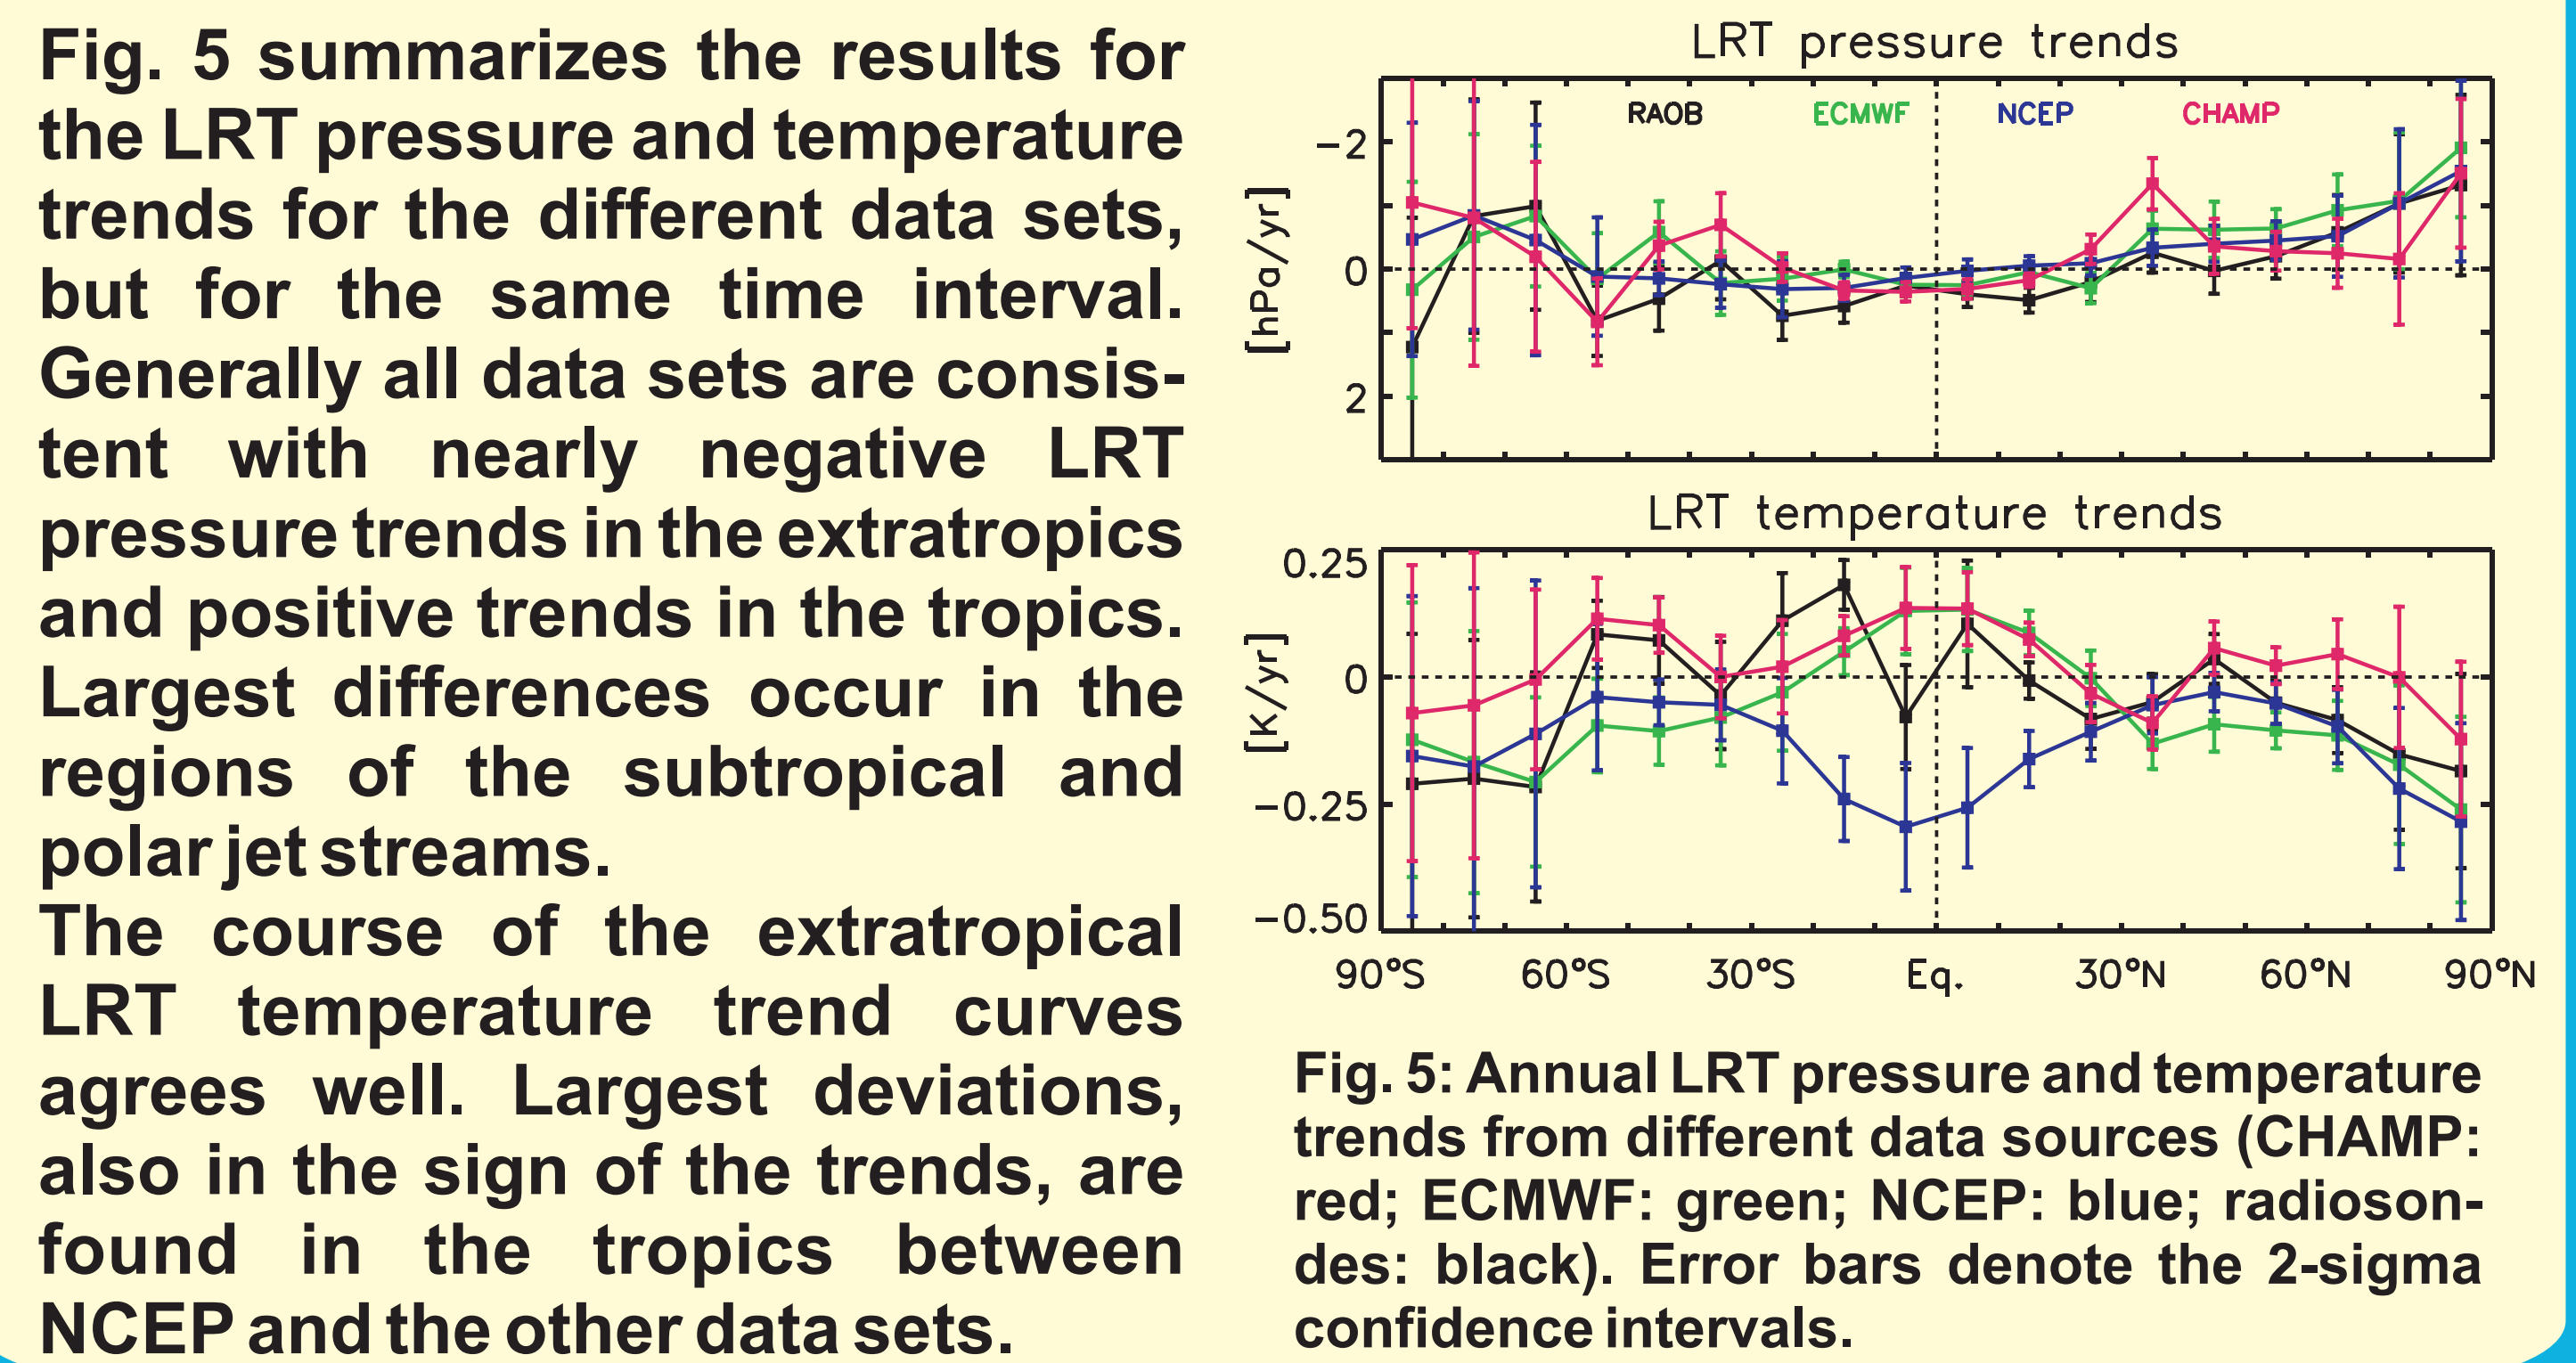 Fig. 5 summarizes the results for
the LRT pressure and temperature
trends for the different data sets,
but for the same time interval.
Generally all data sets are consis-
tent with nearly negative LRT
pressure trends in the extratropics
and positive trends in the tropics.
Largest differences occur in the
regions of the subtropical and
polar jet streams.
The course of the extratropical
LRT temperature trend curves
agrees well. Largest deviations,
also in the sign of the trends, are
found in the tropics between
NCEP and the other data sets.
LRT pressure trends
RAOB ECMWF NCEP CHAMP
−2
0
2
[hPa/yr]
LRT temperature trends
0.25
0
−0.25
−0.50
[K/yr]
90°S 60°S 30°S Eq. 30°N 60°N 90°N
Fig. 5: Annual LRT pressure and temperature
trends from different data sources (CHAMP:
red; ECMWF: green; NCEP: blue; radioson-
des: black). Error bars denote the 2-sigma
confidence intervals.